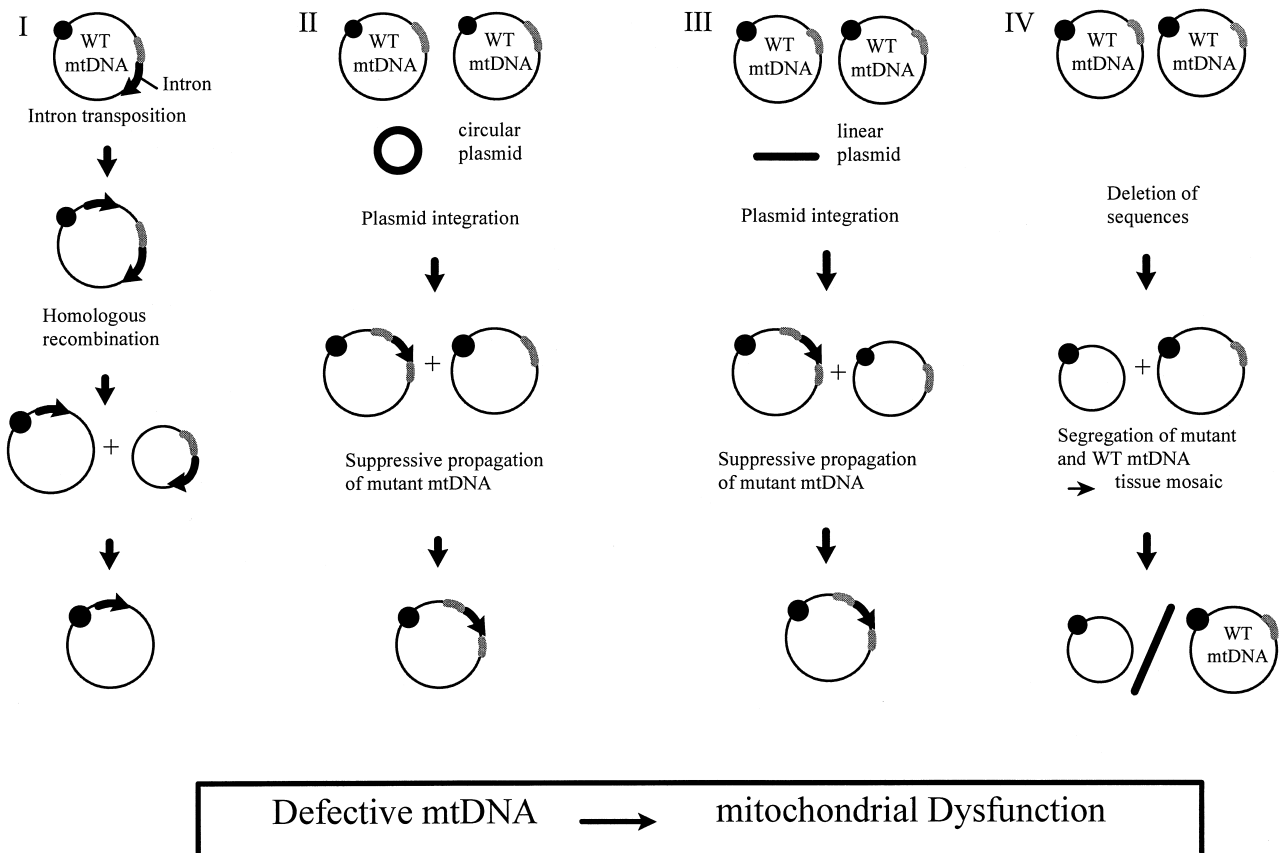 I
WT
mtDNA
Intron
Intron transposition
Homologous
recombination
+
II
WT
mtDNA
WT
mtDNA
circular
plasmid
Plasmid integration
+
Suppressive propagation
of mutant mtDNA
III
WT
mtDNA
WT
mtDNA
linear
plasmid
Plasmid integration
+
Suppressive propagation
of mutant mtDNA
IV
WT
mtDNA
WT
mtDNA
Deletion of
sequences
+
Segregation of mutant
and WT mtDNA
tissue mosaic
WT
mtDNA
Defective mtDNA mitochondrial Dysfunction